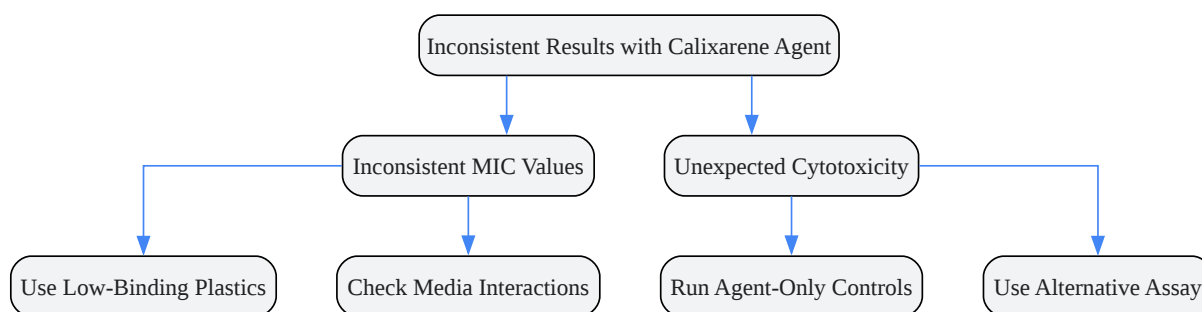 Inconsistent Results with Calixarene Agent
Inconsistent MIC Values
Unexpected Cytotoxicity
Use Low-Binding Plastics
Check Media Interactions
Run Agent-Only Controls
Use Alternative Assay